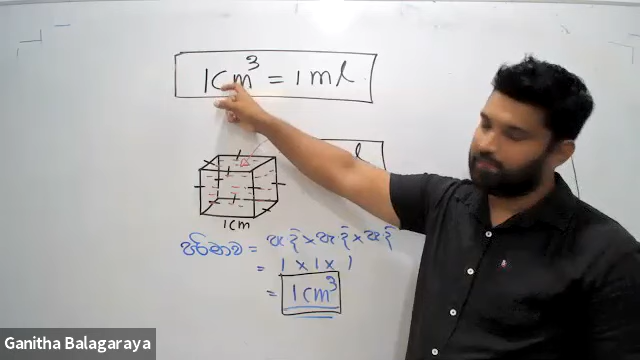 1cm³ = 1ml
l
1cm
පරිමාව = පැ.දි × පැ.දි × පැ.දි
= 1 × 1 × 1
= 1cm³
Ganitha Balagaraya